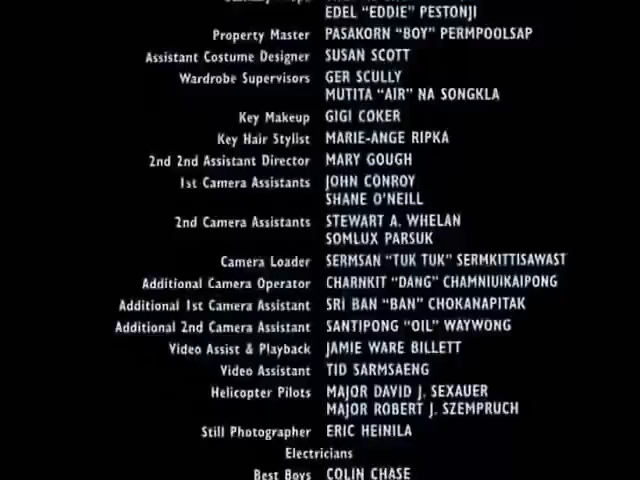 EDEL “EDDIE” PESTONJI
Property Master PASAKORN “BOY” PERMPOOLSAP
Assistant Costume Designer SUSAN SCOTT
Wardrobe Supervisors GER SCULLY
MUTITA “AIR” NA SONGKLA
Key Makeup GIGI COKER
Key Hair Stylist MARIE-ANGE RIPKA
2nd 2nd Assistant Director MARY GOUGH
1st Camera Assistants JOHN CONROY
SHANE O’NEILL
2nd Camera Assistants STEWART A. WHELAN
SOMLUX PARSUK
Camera Loader SERMSAN “TUK TUK” SERMKITTISAWAST
Additional Camera Operator CHARNKIT “DANG” CHAMNIUIKAIPONG
Additional 1st Camera Assistant SRI BAN “BAN” CHOKANAPITAK
Additional 2nd Camera Assistant SANTIPONG “OIL” WAYWONG
Video Assist & Playback JAMIE WARE BILLETT
Video Assistant TID SARMSAENG
Helicopter Pilots MAJOR DAVID J. SEXAUER
MAJOR ROBERT J. SZEMPRUCH
Still Photographer ERIC HEINILA
Electricians
Best Boys COLIN CHASE